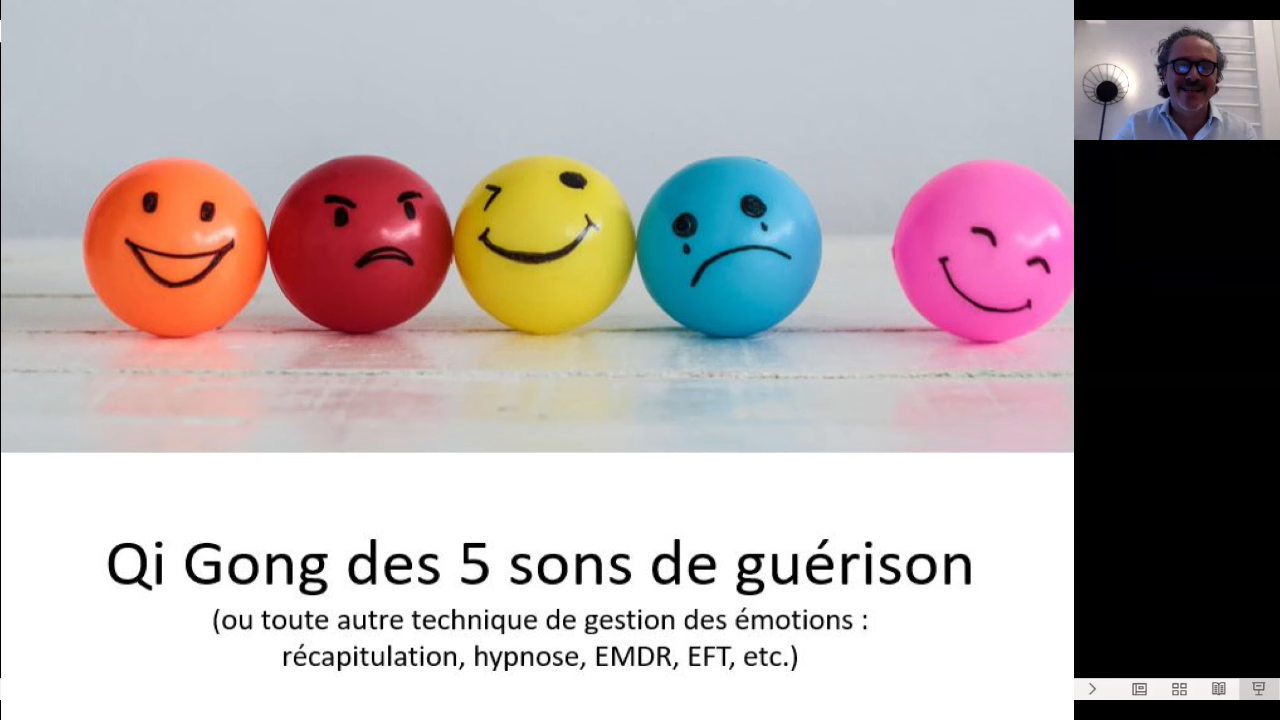 Qi Gong des 5 sons de guérison
(ou toute autre technique de gestion des émotions :
récapitulation, hypnose, EMDR, EFT, etc.)